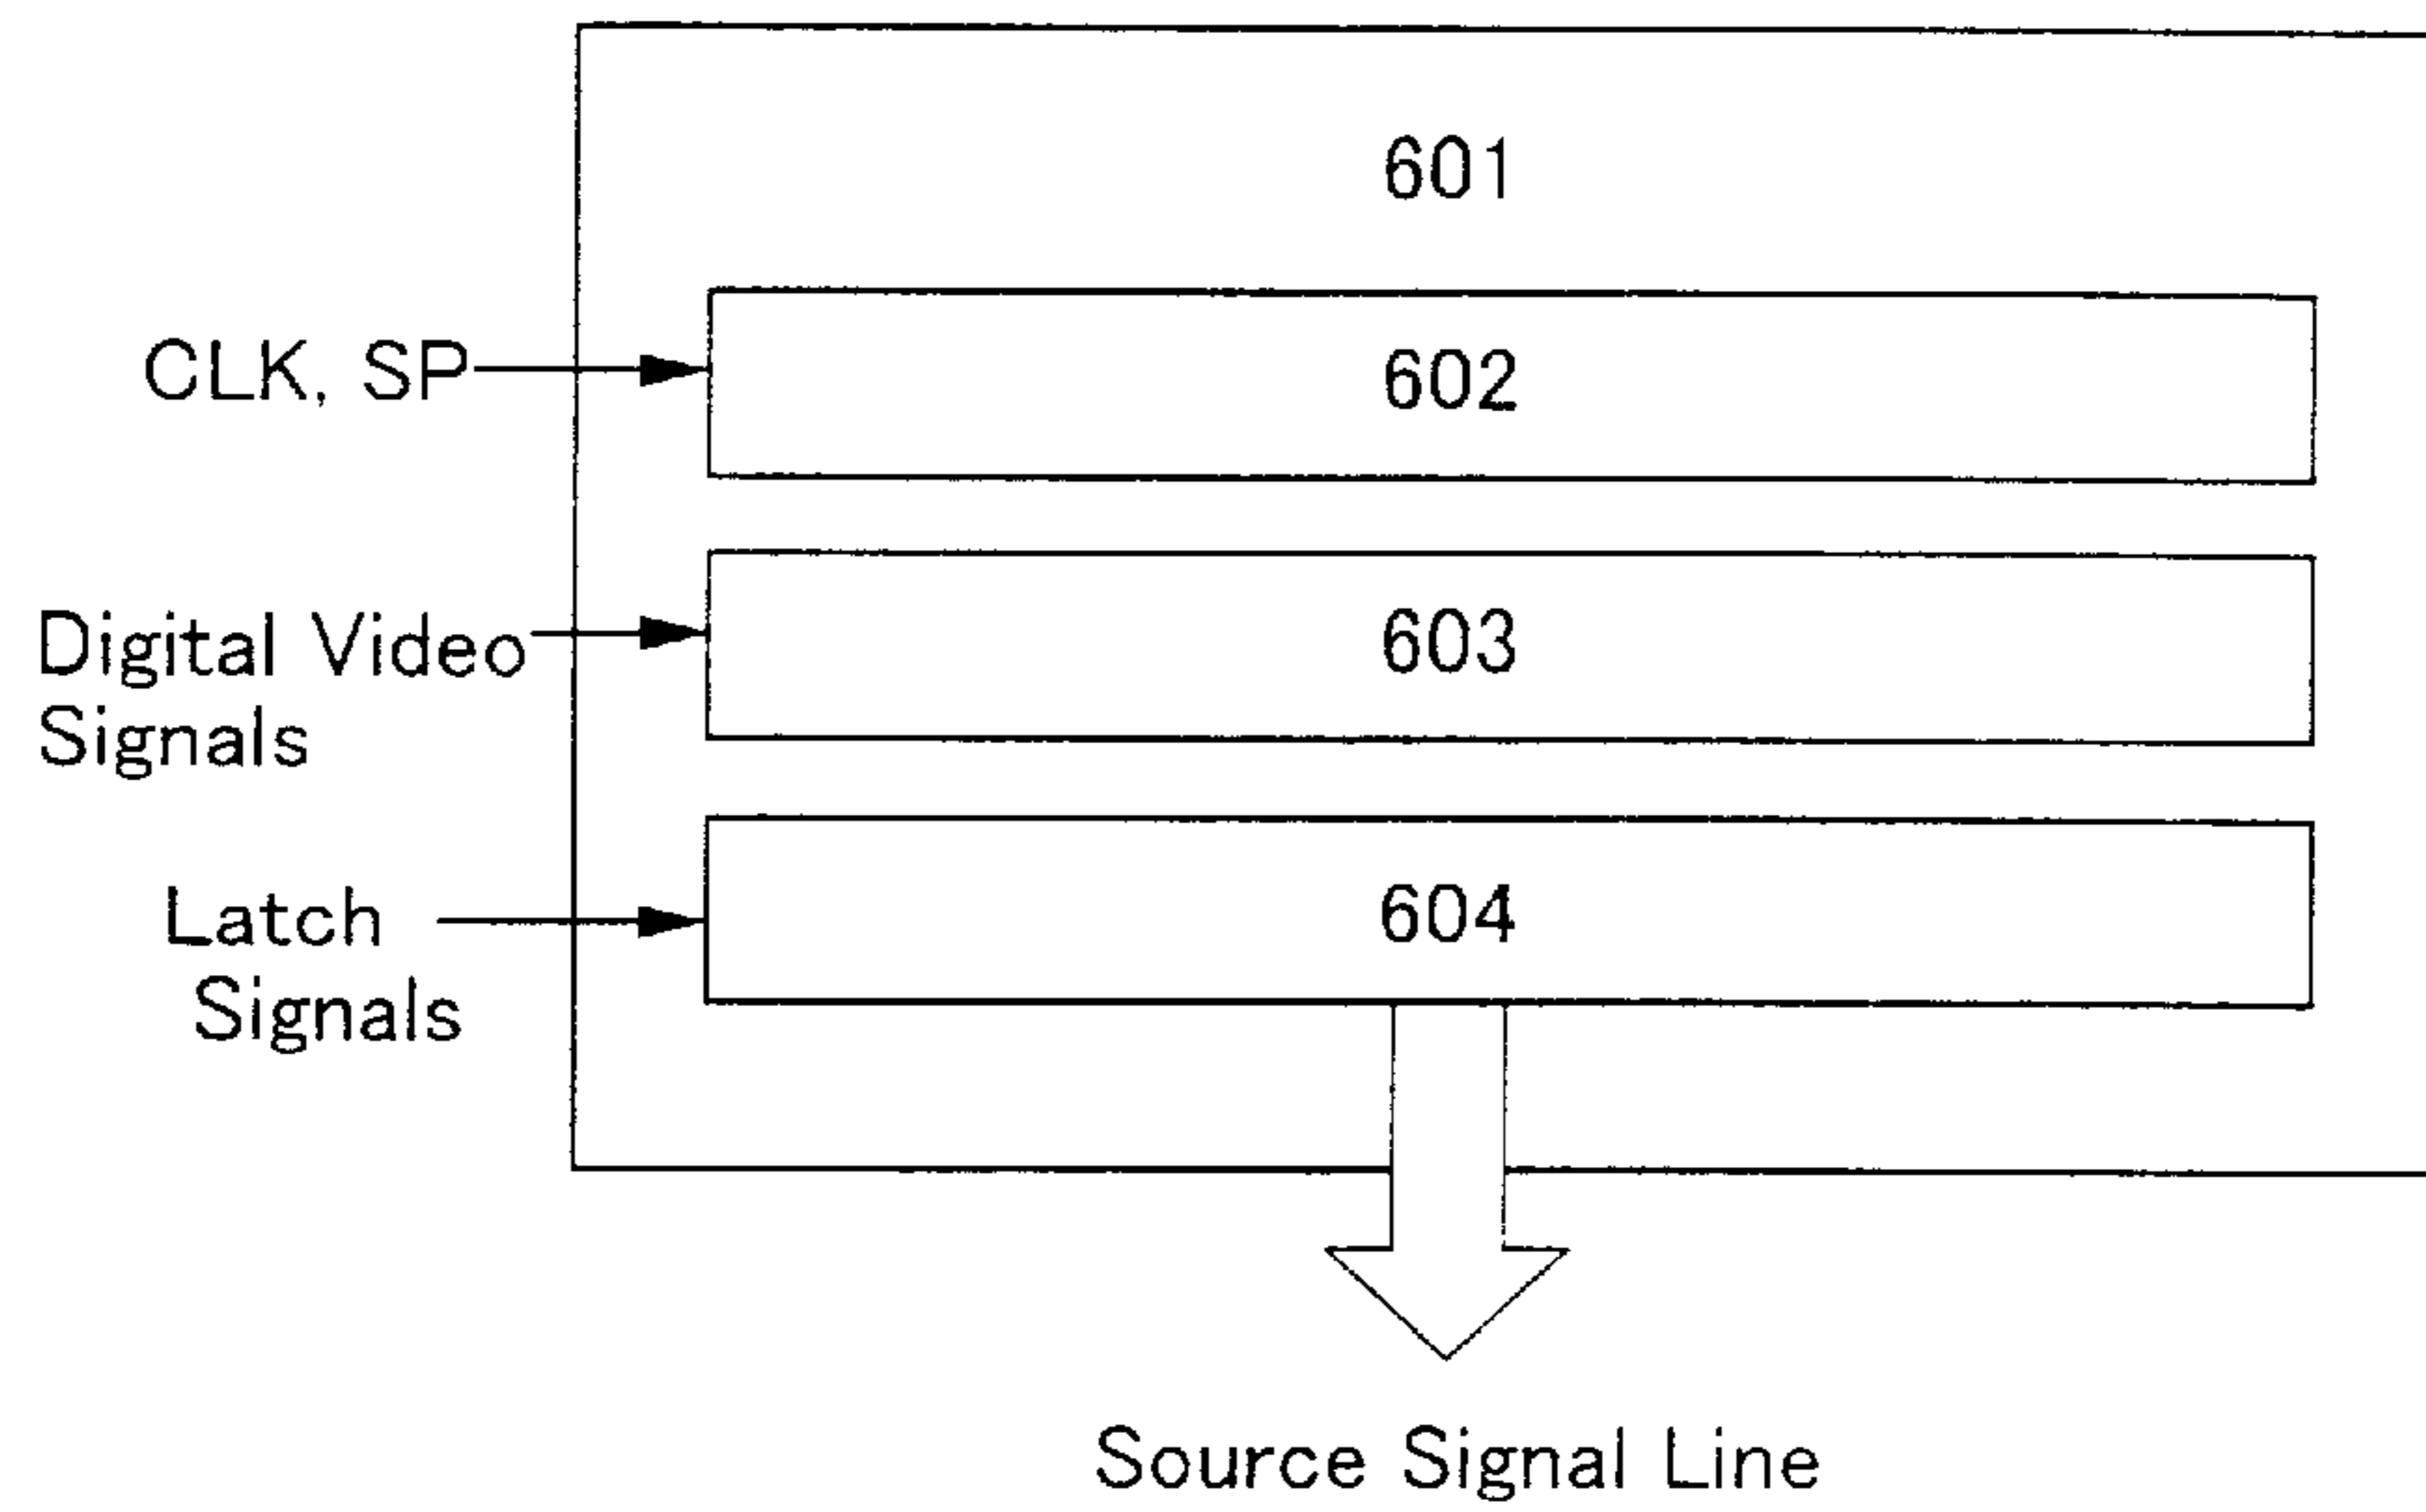 601
CLK, SP
602
Digital Video
Signals
603
Latch
Signals
604
Source Signal Line